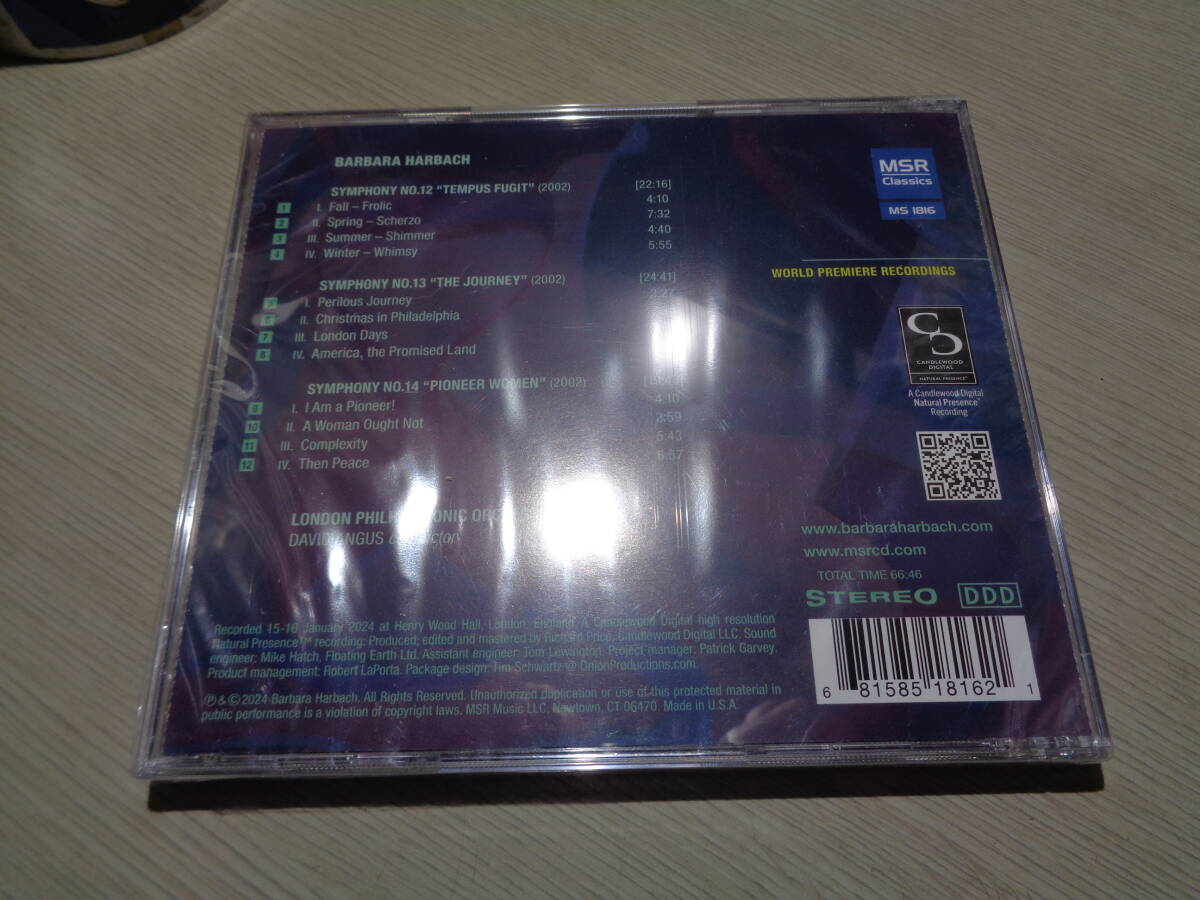 BARBARA HARBACH
SYMPHONY NO.12 “TEMPUS FUGIT” (2002) [22:16]
1 I. Fall – Frolic 4:10
2 II. Spring – Scherzo 7:32
3 III. Summer – Shimmer 4:40
4 IV. Winter – Whimsy 5:55
SYMPHONY NO.13 “THE JOURNEY” (2002) [24:41]
I. Perilous Journey
II. Christmas in Philadelphia
7 III. London Days
8 IV. America, the Promised Land
SYMPHONY NO.14 “PIONEER WOMEN” (2002)
9 I. I Am a Pioneer! 4:10
10 II. A Woman Ought Not 2:59
11 III. Complexity 5:43
12 IV. Then Peace 6:57
LONDON
DAVID ANGUS
Recorded 15-16 January 2024 at Henry Wood Hall, London, England. A Candlewood Digital high resolution
Natural Presence™ recording: Produced, edited and mastered by Richard Price, Candlewood Digital LLC. Sound
engineer: Mike Hatch, Floating Earth Ltd. Assistant engineer: Tom Lewington. Project manager: Patrick Garvey.
Product management: Robert LaPorta. Package design: Tim Schwartz @ OnionProductions.com.
℗ & © 2024 Barbara Harbach. All Rights Reserved. Unauthorized duplication or use of this protected material in
public performance is a violation of copyright laws. MSR Music LLC, Newtown, CT 06470. Made in U.S.A.
MSR
Classics
MS 1816
WORLD PREMIERE RECORDINGS
CD
CANDLEWOOD
DIGITAL
NATURAL PRESENCE™
A Candlewood Digital
Natural Presence™
Recording
www.barbaraharbach.com
www.msrcd.com
TOTAL TIME 66:46
STEREO DDD
6 81585 18162 1